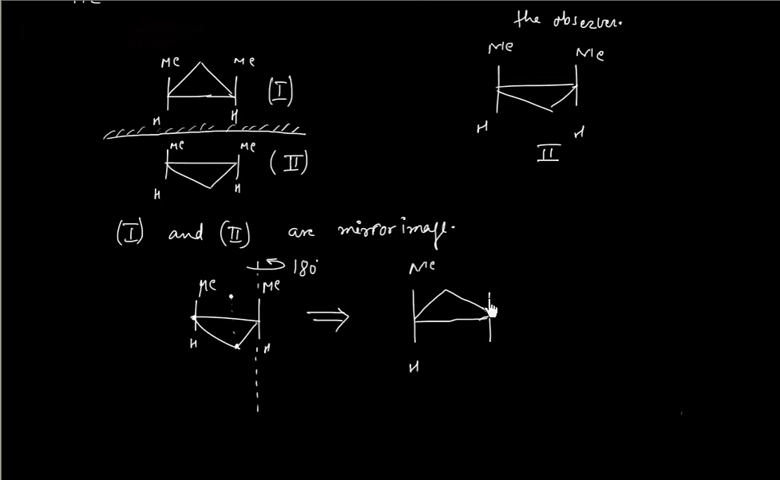 the observer.
Me Me
Me Me
(I)
H H
H H
II
Me Me
(II)
H H
(I) and (II) are mirror image.
180°
Me Me
Me
H H
H